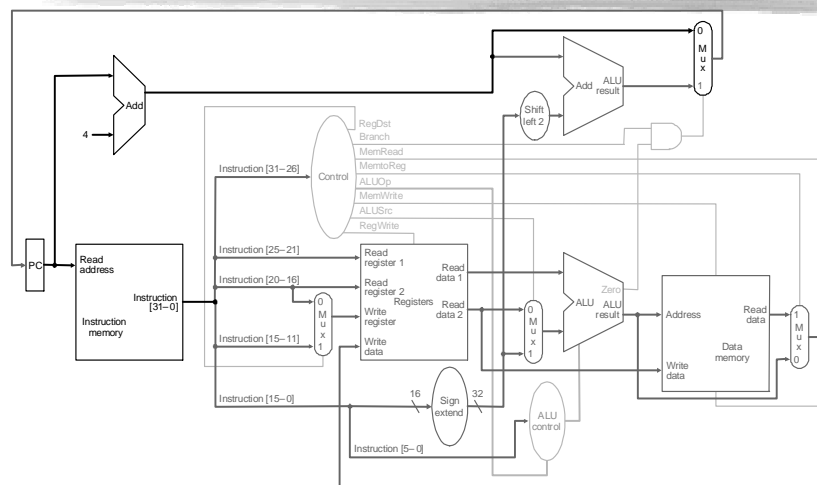 0
M
u
x
1
Add
ALU
result
Add
4
Shift
left 2
RegDst
Branch
MemRead
MemtoReg
ALUOp
MemWrite
ALUSrc
RegWrite
Control
Instruction [31–26]
Instruction [25–21]
Instruction [20–16]
Instruction [15–11]
Instruction [15–0]
Instruction [5–0]
PC
Read
address
Instruction
[31–0]
Instruction
memory
0
M
u
x
1
Read
register 1
Read
register 2
Registers
Write
register
Write
data
Read
data 1
Read
data 2
0
M
u
x
1
Zero
ALU
ALU
result
Address
Read
data
Data
memory
Write
data
1
M
u
x
0
16
Sign
extend
32
ALU
control